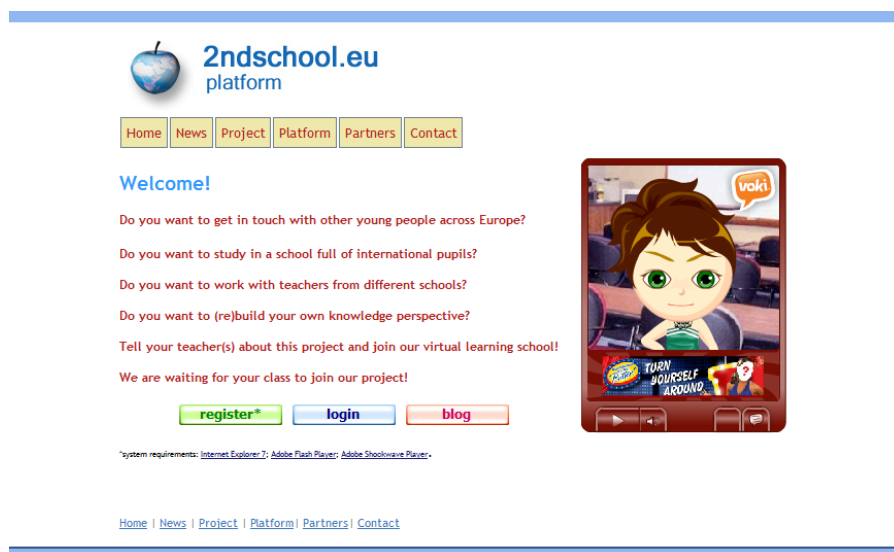 2ndschool.eu
platform
Home News Project Platform Partners Contact
Welcome!
voki
Do you want to get in touch with other young people across Europe?
Do you want to study in a school full of international pupils?
Do you want to work with teachers from different schools?
Do you want to (re)build your own knowledge perspective?
Tell your teacher(s) about this project and join our virtual learning school!
We are waiting for your class to join our project!
TURN
YOURSELF
AROUND
register* login blog
*system requirements: Internet Explorer 7; Adobe Flash Player; Adobe Shookwave Player.
Home | News | Project | Platform| Partners| Contact